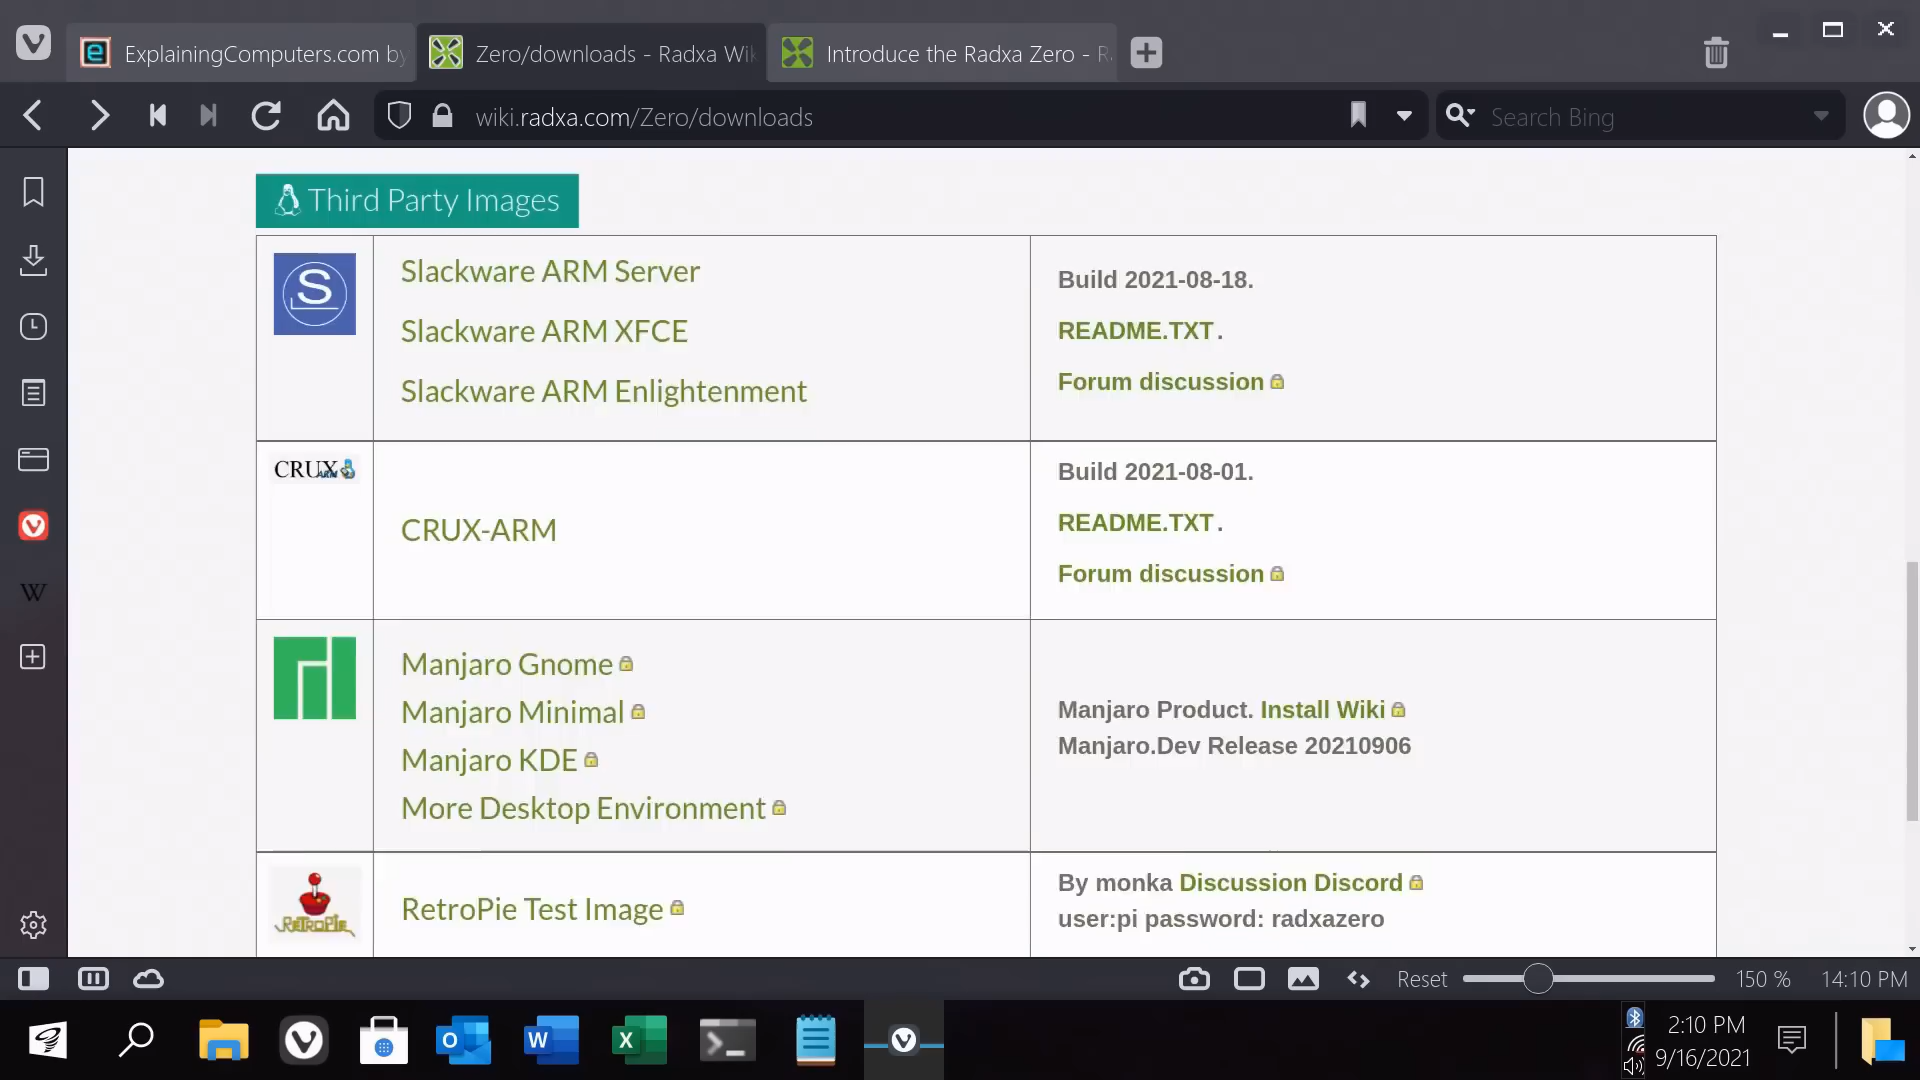 ExplainingComputers.com by
Zero/downloads - Radxa Wik
Introduce the Radxa Zero - R
wiki.radxa.com/Zero/downloads
Search Bing
Third Party Images
S
Slackware ARM Server
Slackware ARM XFCE
Slackware ARM Enlightenment
Build 2021-08-18.
README.TXT .
Forum discussion
CRUX
ARM
CRUX-ARM
Build 2021-08-01.
README.TXT .
Forum discussion
Manjaro Gnome
Manjaro Minimal
Manjaro KDE
More Desktop Environment
Manjaro Product. Install Wiki
Manjaro.Dev Release 20210906
RETROPIE
RetroPie Test Image
By monka Discussion Discord
user:pi password: radxazero
W
Reset
150 %
14:10 PM
2:10 PM
9/16/2021